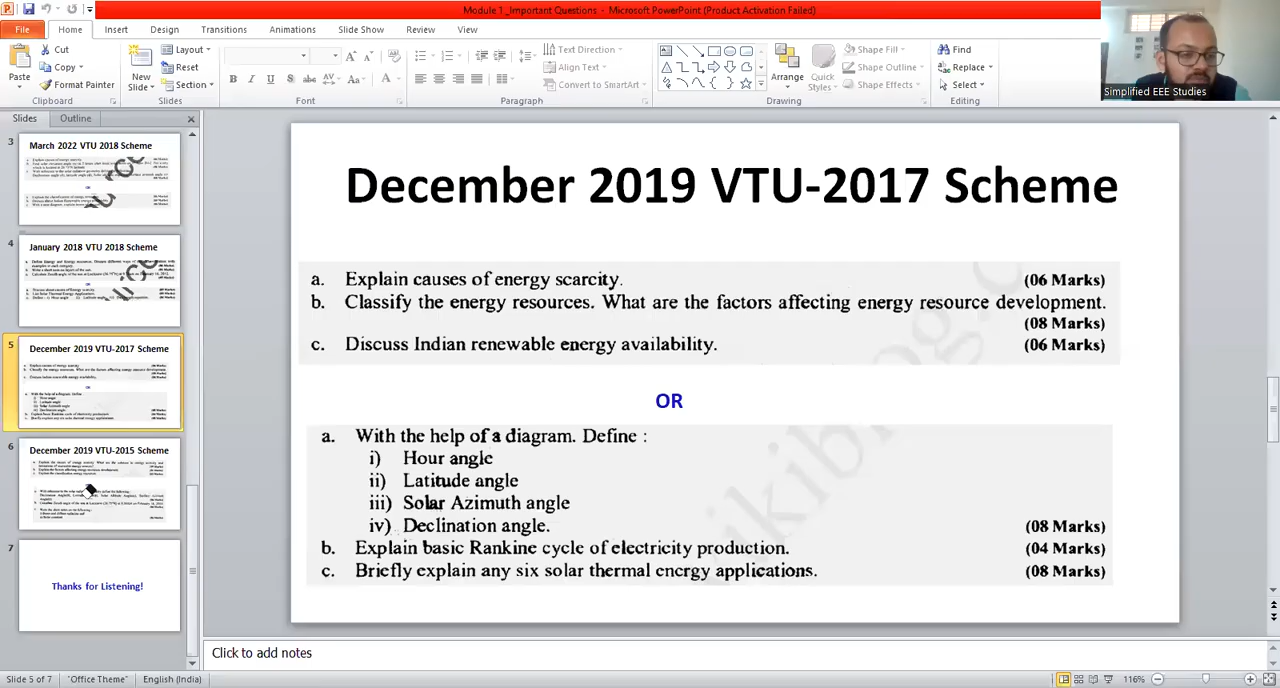 Module 1_Important Questions - Microsoft PowerPoint (Product Activation Failed)
File Home Insert Design Transitions Animations Slide Show Review View
Cut
Copy
Format Painter
Paste
Clipboard
New
Slide
Layout
Reset
Section
Slides
B I U S abc AV Aa A
Font
Text Direction
Align Text
Convert to SmartArt
Paragraph
Arrange
Quick
Styles
Shape Fill
Shape Outline
Shape Effects
Drawing
Find
Replace
Select
Editing
Simplified EEE Studies
Slides Outline
3
March 2022 VTU 2018 Scheme
4
January 2018 VTU 2018 Scheme
5
December 2019 VTU-2017 Scheme
6
December 2019 VTU-2015 Scheme
7
Thanks for Listening!
December 2019 VTU-2017 Scheme
a. Explain causes of energy scarcity. (06 Marks)
b. Classify the energy resources. What are the factors affecting energy resource development.
(08 Marks)
c. Discuss Indian renewable energy availability. (06 Marks)
OR
a. With the help of a diagram. Define :
i) Hour angle
ii) Latitude angle
iii) Solar Azimuth angle
iv) Declination angle. (08 Marks)
b. Explain basic Rankine cycle of electricity production. (04 Marks)
c. Briefly explain any six solar thermal energy applications. (08 Marks)
Click to add notes
Slide 5 of 7 "Office Theme" English (India) 116%